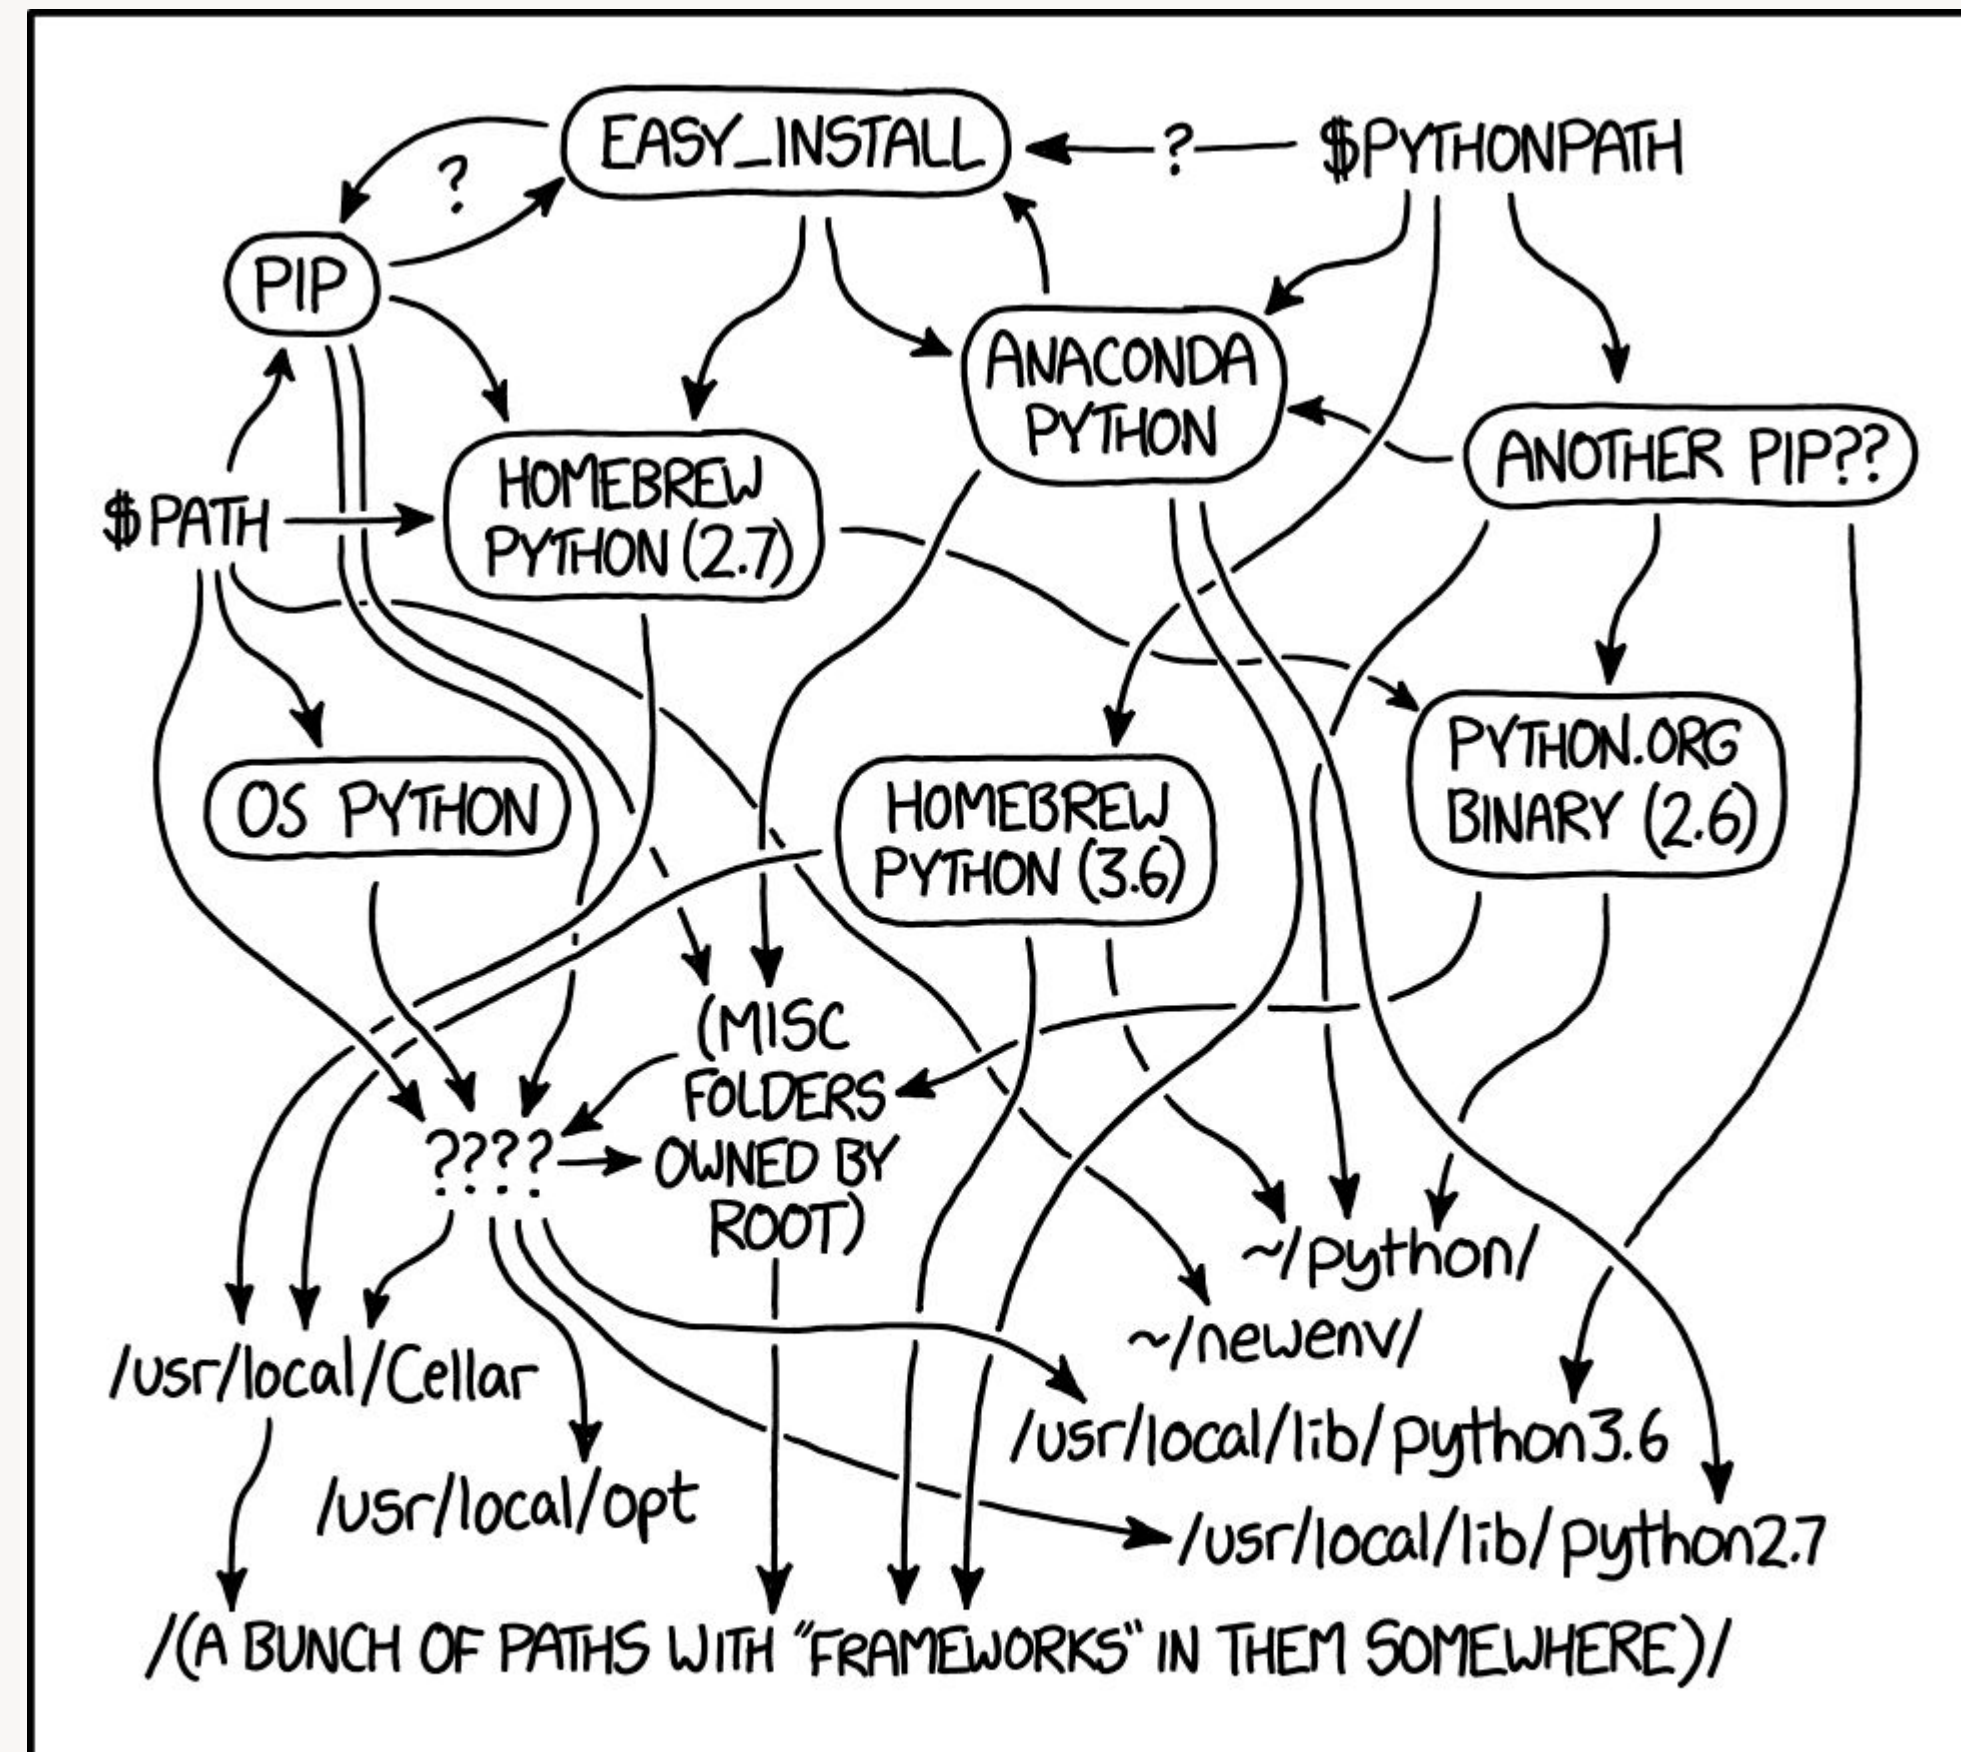 EASY_INSTALL
?
$PYTHONPATH
?
PIP
ANACONDA
PYTHON
ANOTHER PIP??
HOMEBREW
PYTHON (2.7)
$PATH
PYTHON.ORG
BINARY (2.6)
OS PYTHON
HOMEBREW
PYTHON (3.6)
(MISC
FOLDERS
OWNED BY
ROOT)
????
~/python/
~/newenv/
/usr/local/Cellar
/usr/local/lib/python3.6
/usr/local/opt
/usr/local/lib/python2.7
/(A BUNCH OF PATHS WITH "FRAMEWORKS" IN THEM SOMEWHERE)/